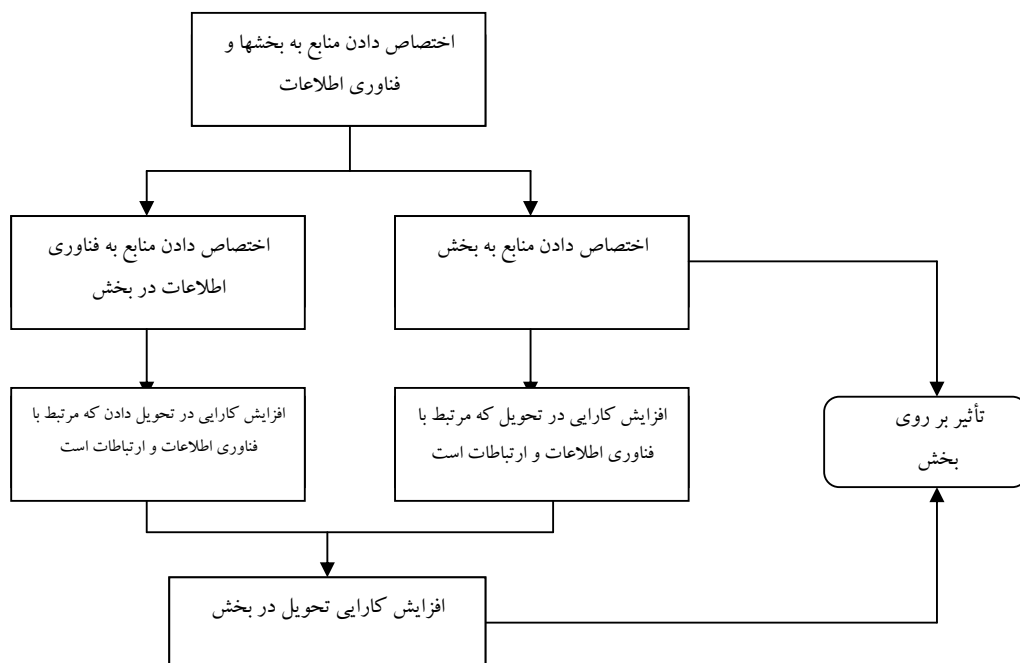 اختصاص دادن منابع به بخشها و
فناوری اطلاعات
اختصاص دادن منابع به بخش
اختصاص دادن منابع به فناوری
اطلاعات در بخش
افزایش کارایی در تحویل که مرتبط با
فناوری اطلاعات و ارتباطات است
افزایش کارایی در تحویل دادن که مرتبط با
فناوری اطلاعات و ارتباطات است
تأثیر بر روی
بخش
افزایش کارایی تحویل در بخش